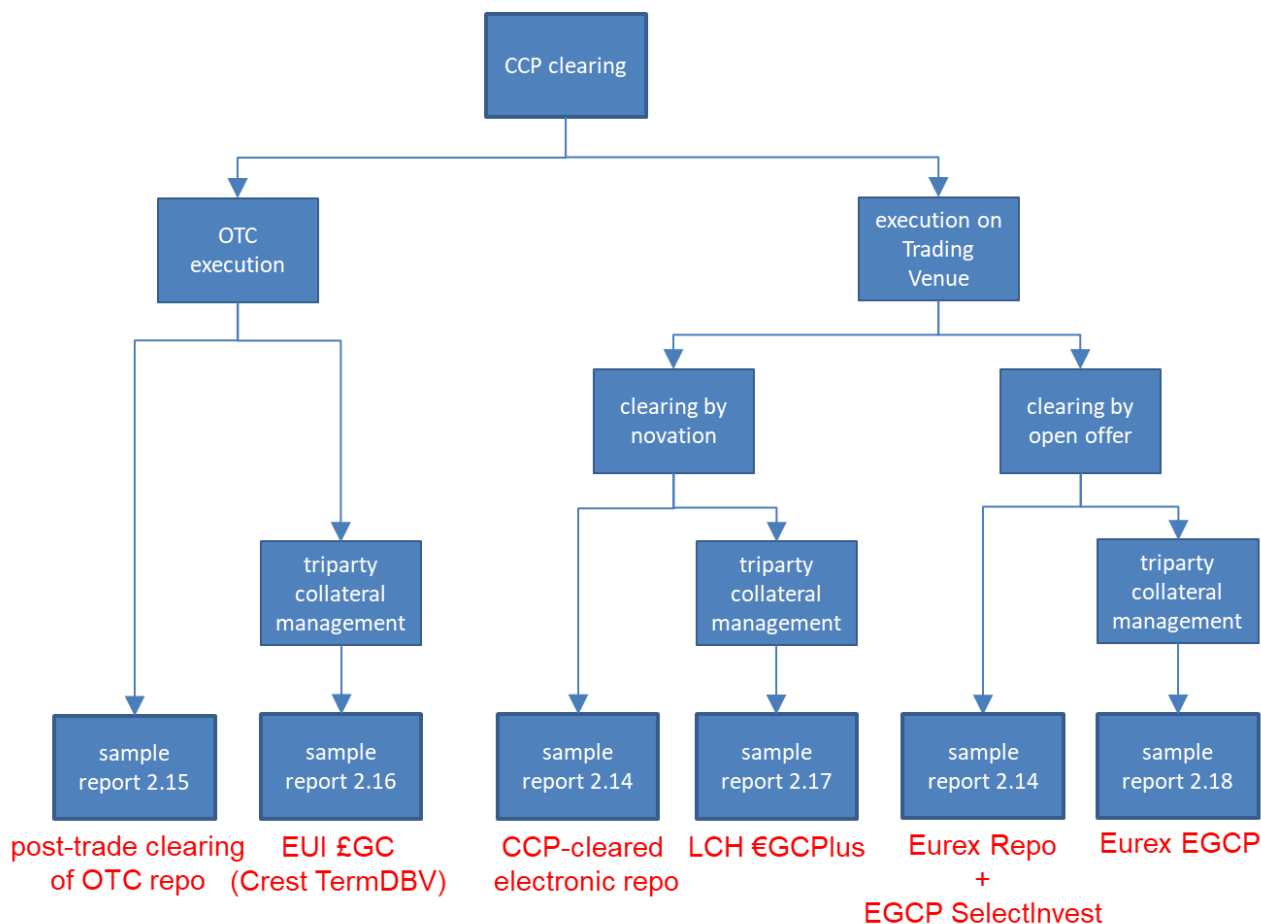 CCP clearing
OTC
execution
execution on
Trading
Venue
clearing by
novation
clearing by
open offer
triparty
collateral
management
triparty
collateral
management
triparty
collateral
management
sample
report 2.15
sample
report 2.16
sample
report 2.14
sample
report 2.17
sample
report 2.14
sample
report 2.18
post-trade clearing
of OTC repo
EUI £GC
(Crest TermDBV)
CCP-cleared
electronic repo
LCH €GCPlus
Eurex Repo
+
EGCP SelectInvest
Eurex EGCP